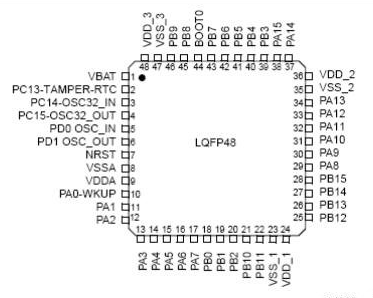 VDD_3
VSS_3
PB9
PB8
BOOT0
PB7
PB6
PB5
PB4
PB3
PA15
PA14
48 47 46 45 44 43 42 41 40 39 38 37
VBAT 1
PC13-TAMPER-RTC 2
PC14-OSC32_IN 3
PC15-OSC32_OUT 4
PD0 OSC_IN 5
PD1 OSC_OUT 6
NRST 7
VSSA 8
VDDA 9
PA0-WKUP 10
PA1 11
PA2 12
LQFP48
36 VDD_2
35 VSS_2
34 PA13
33 PA12
32 PA11
31 PA10
30 PA9
29 PA8
28 PB15
27 PB14
26 PB13
25 PB12
13 14 15 16 17 18 19 20 21 22 23 24
PA3
PA4
PA5
PA6
PA7
PB0
PB1
PB2
PB10
PB11
VSS_1
VDD_1